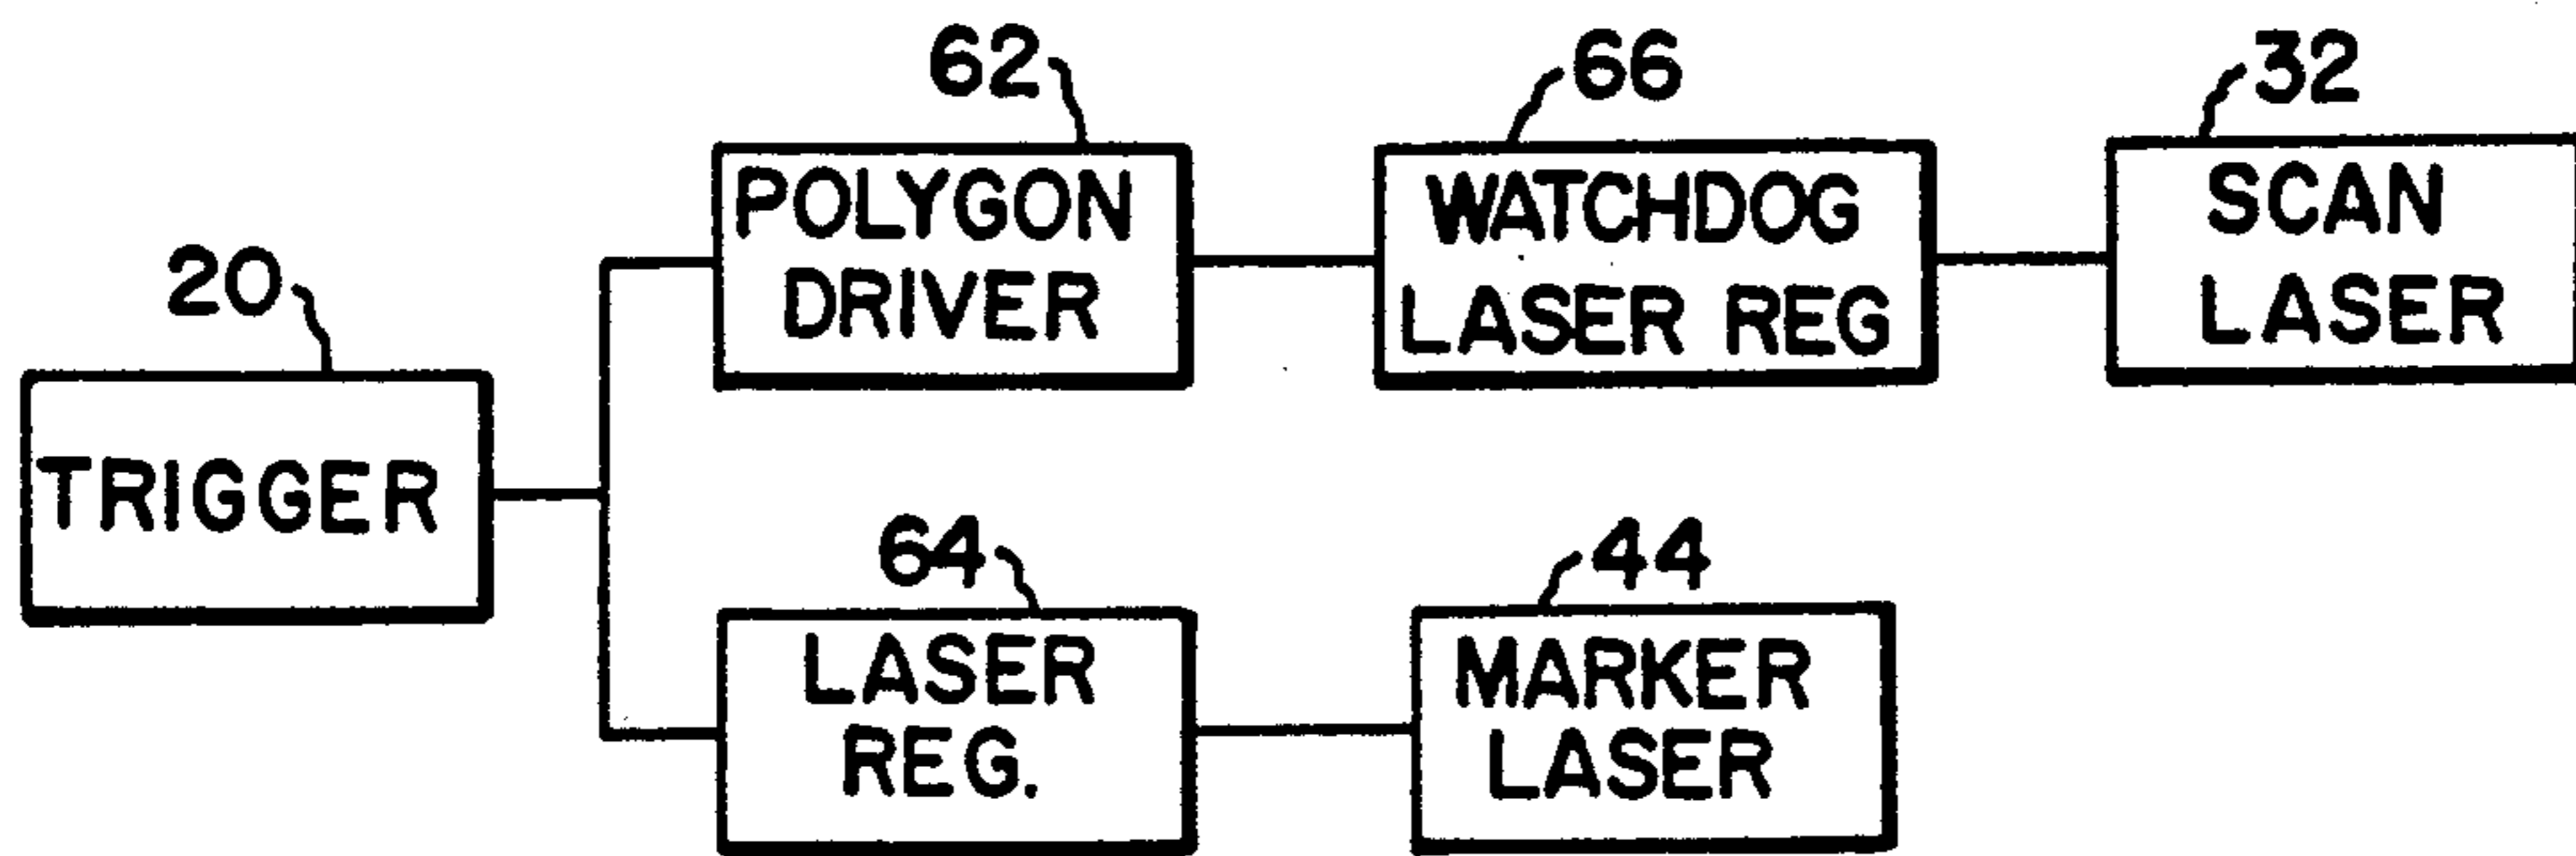 62
66
32
POLYGON
DRIVER
WATCHDOG
LASER REG
SCAN
LASER
20
TRIGGER
64
44
LASER
REG.
MARKER
LASER